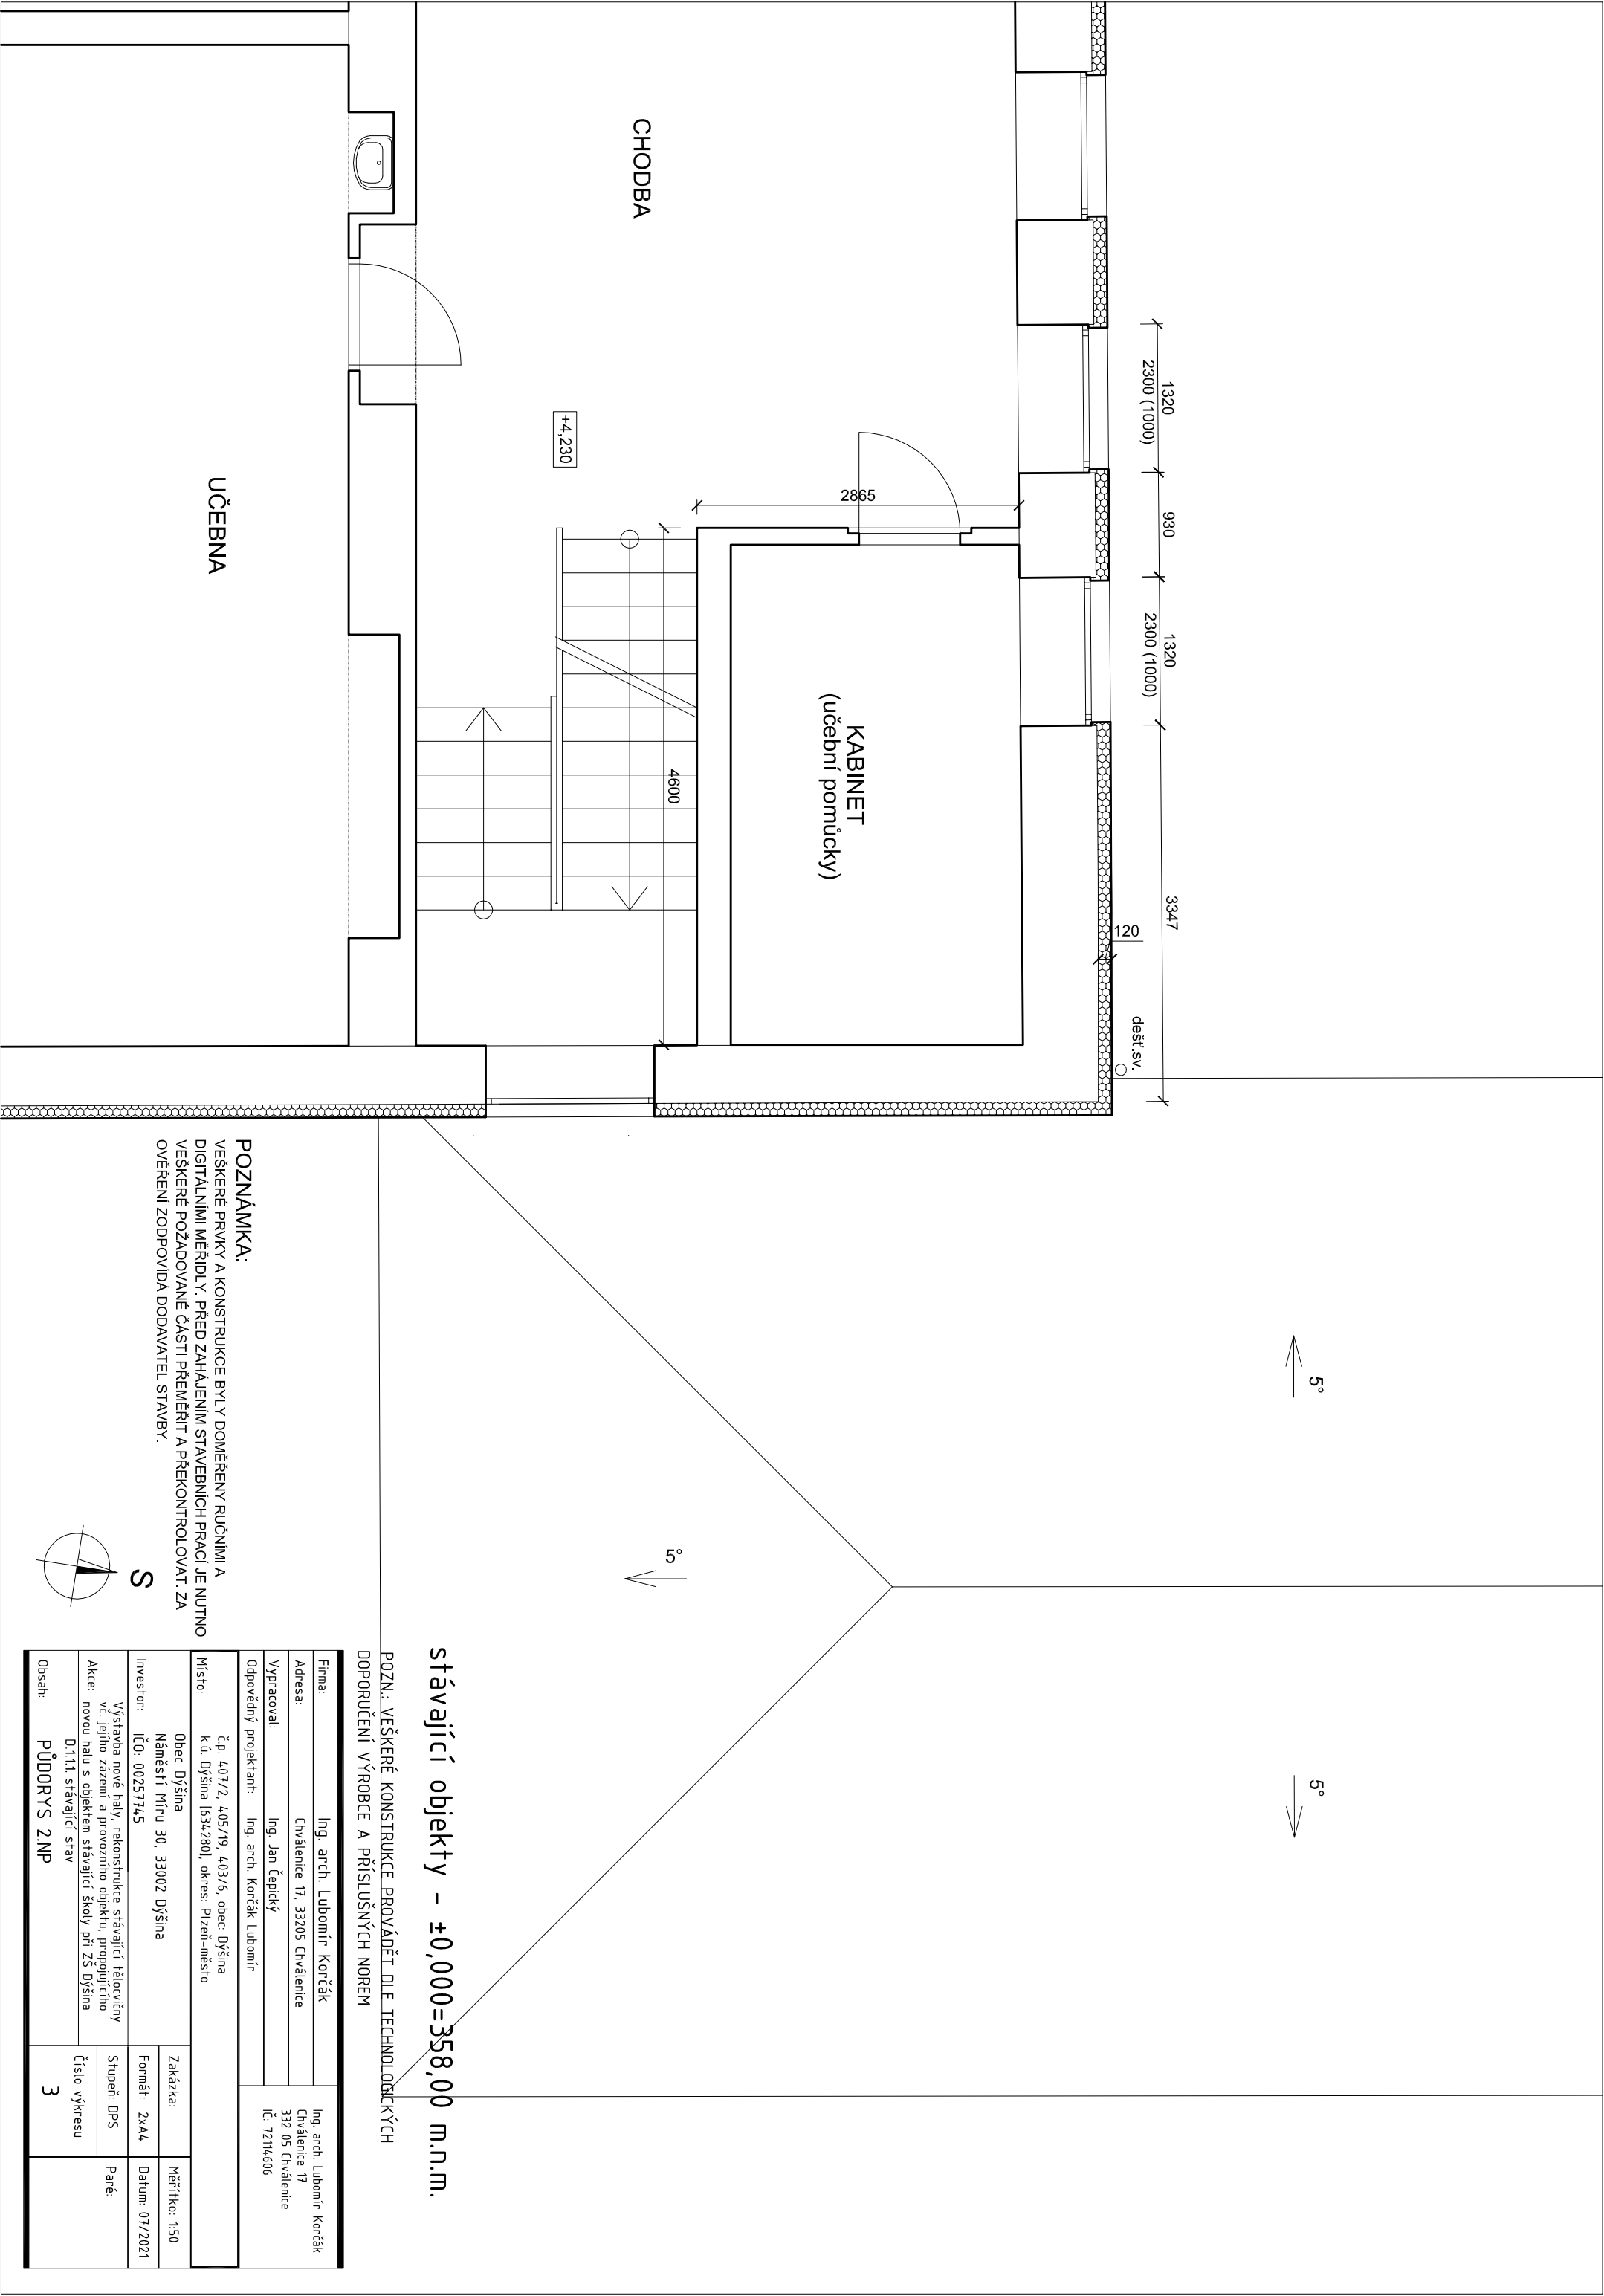 1320
2300 (1000)
930
1320
2300 (1000)
3347
120
dešť.sv.
CHODBA
2865
KABINET
(učební pomůcky)
+4,230
4600
UČEBNA
5°
5°
5°
POZNÁMKA:
VEŠKERÉ PRVKY A KONSTRUKCE BYLY DOMĚŘENY RUČNÍMI A
DIGITÁLNÍMI MĚŘIDLY. PŘED ZAHÁJENÍM STAVEBNÍCH PRACÍ JE NUTNO
VEŠKERÉ POŽADOVANÉ ČÁSTI PŘEMĚŘIT A PŘEKONTROLOVAT. ZA
OVĚŘENÍ ZODPOVÍDÁ DODAVATEL STAVBY.
S
stávající objekty - ±0,000=358,00 m.n.m.
POZN.: VEŠKERÉ KONSTRUKCE PROVÁDĚT DLE TECHNOLOGICKÝCH
DOPORUČENÍ VÝROBCE A PŘÍSLUŠNÝCH NOREM
Firma: Ing. arch. Lubomír Korčák
Adresa: Chválenice 17, 33205 Chválenice
Vypracoval: Ing. Jan Čepický
Odpovědný projektant: Ing. arch. Korčák Lubomír
Ing. arch. Lubomír Korčák
Chválenice 17
332 05 Chválenice
IČ: 72114606
Místo: č.p. 407/2, 405/19, 403/6, obec: Dýšina
k.ú. Dýšina [634280], okres: Plzeň-město
Obec Dýšina
Náměstí Míru 30, 33002 Dýšina
Investor: IČO: 00257745
Zakázka:
Měřítko: 1:50
Formát: 2xA4
Datum: 07/2021
Výstavba nové haly, rekonstrukce stávající tělocvičny
vč. jejího zázemí a provozního objektu, propojujícího
Akce: novou halu s objektem stávající školy při ZŠ Dýšina
Stupeň: DPS
Paré:
D.1.1.1. stávající stav
Obsah: PŮDORYS 2.NP
Číslo výkresu
3